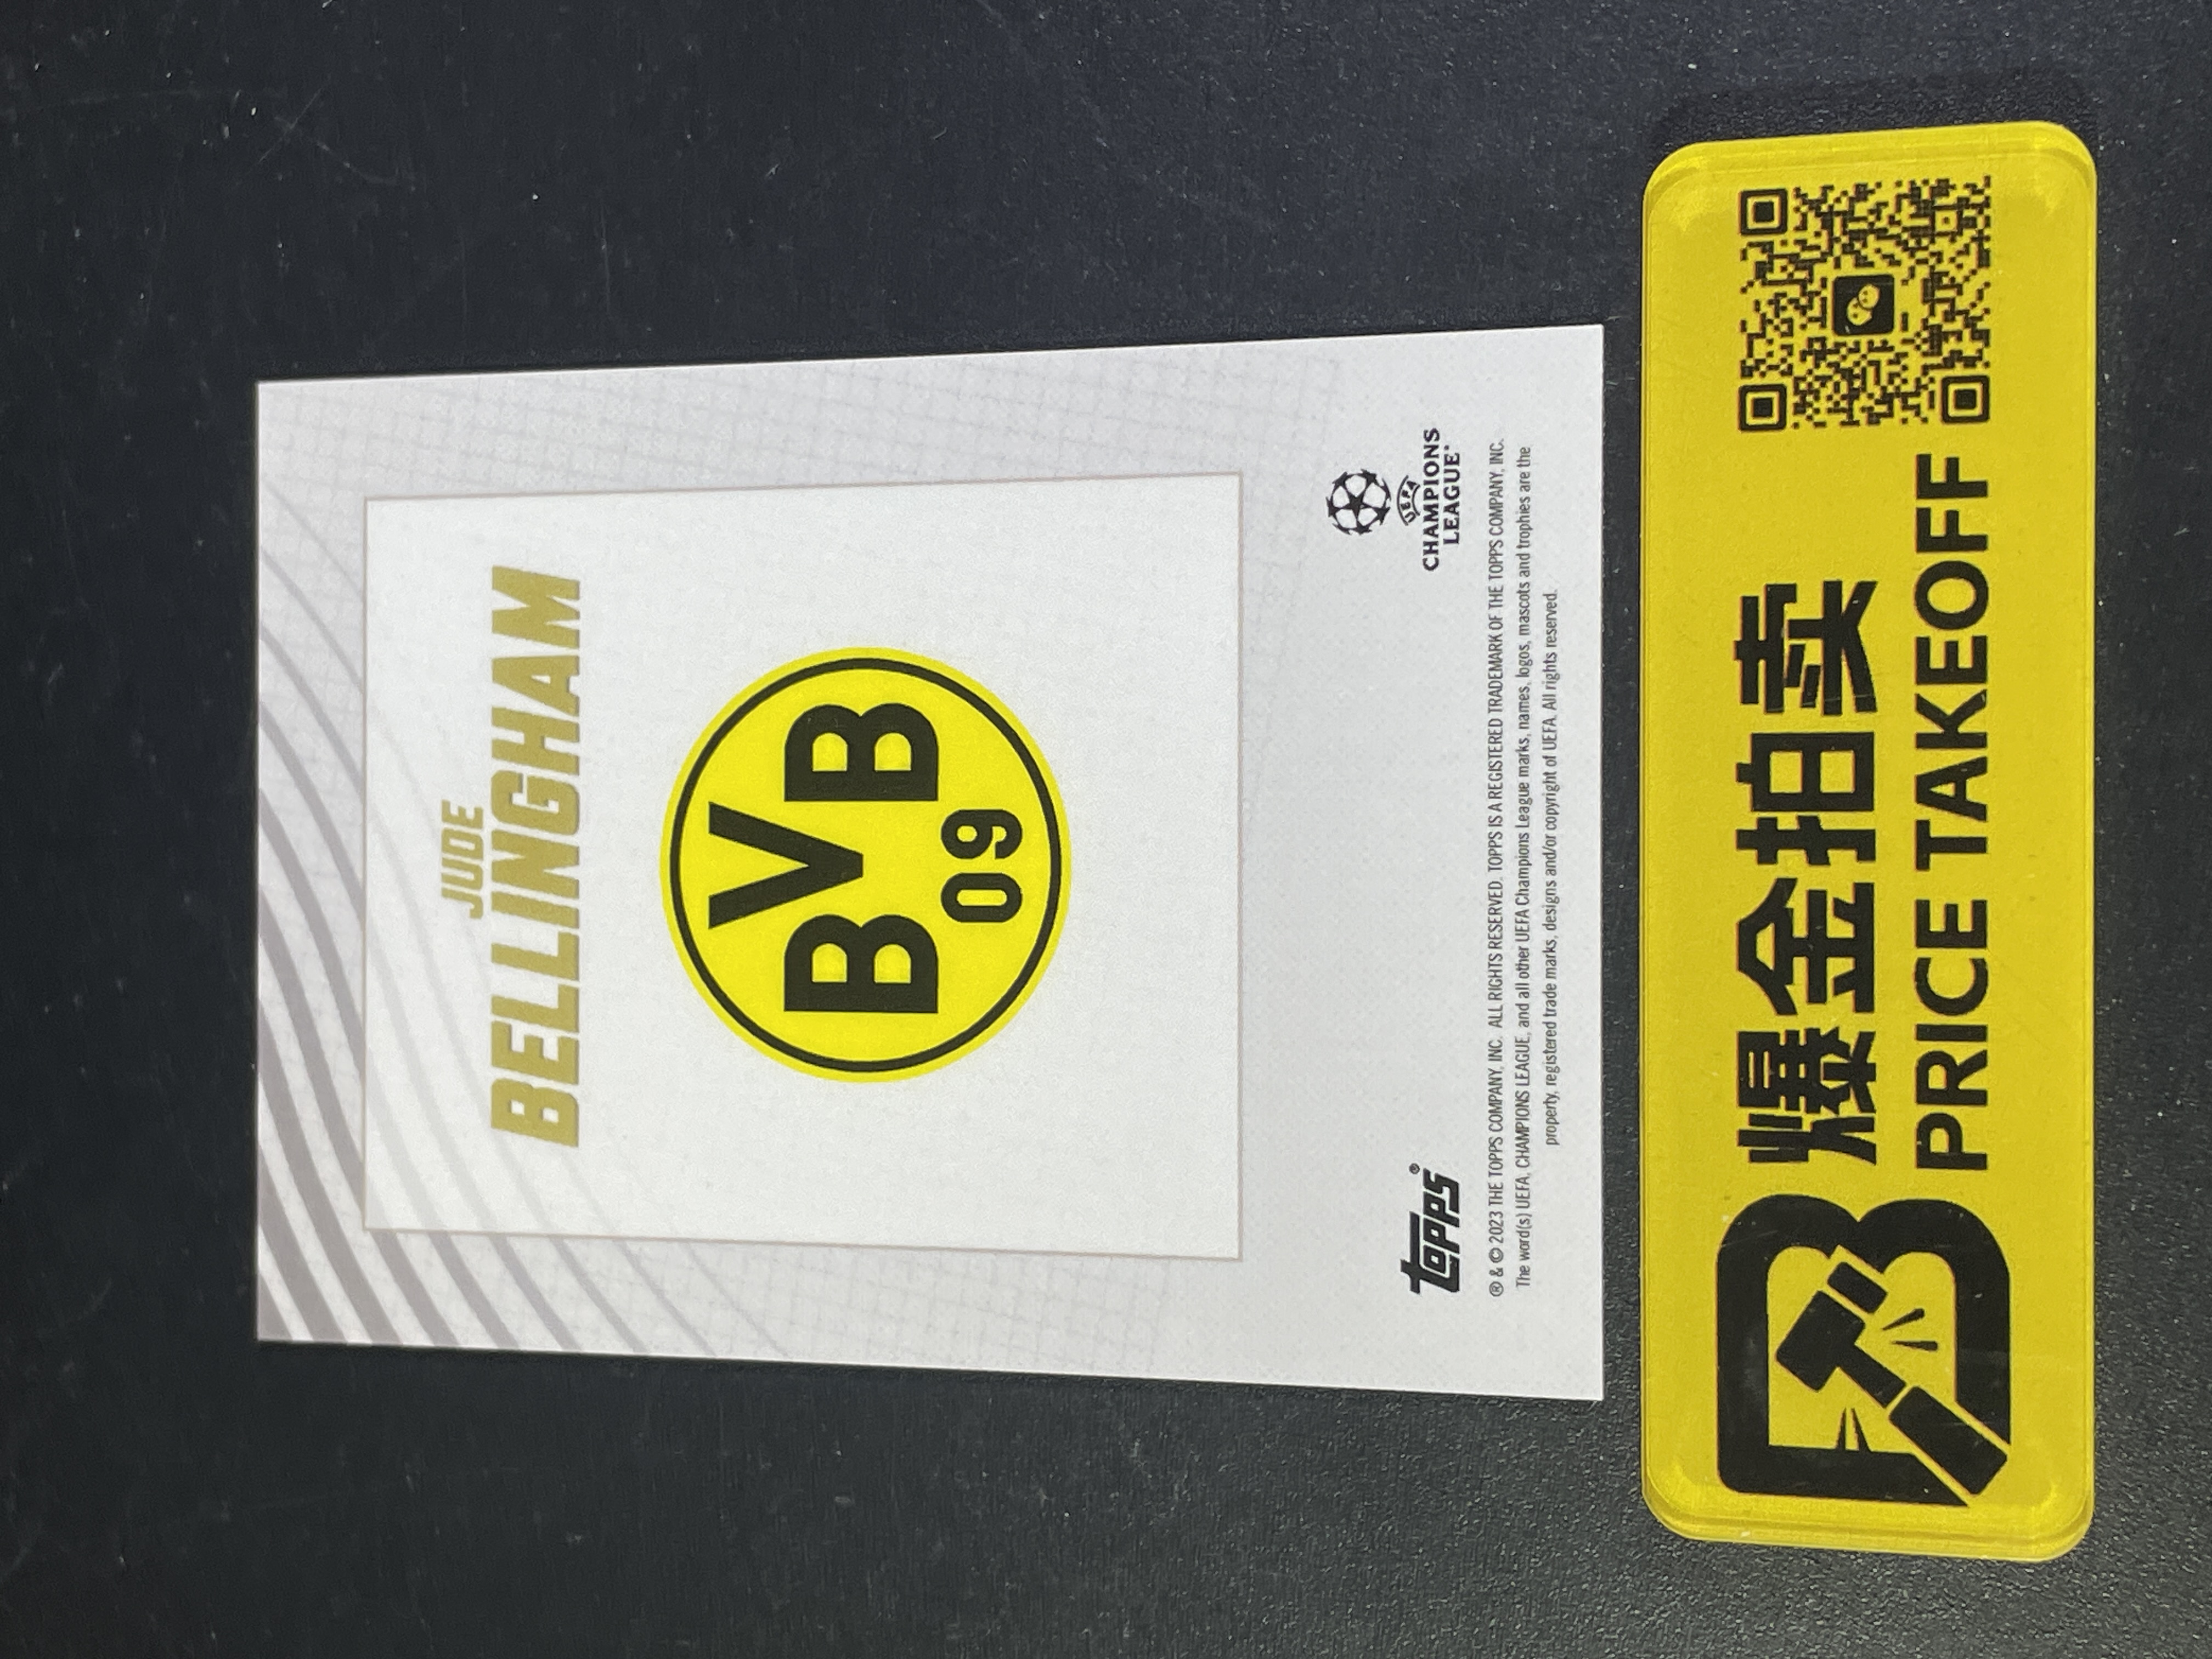 JUDE
BELLINGHAM
BVB
09
UEFA
CHAMPIONS
LEAGUE®
topps®
® & © 2023 THE TOPPS COMPANY, INC. ALL RIGHTS RESERVED. TOPPS IS A REGISTERED TRADEMARK OF THE TOPPS COMPANY, INC.
The word(s) UEFA, CHAMPIONS LEAGUE, and all other UEFA Champions League marks, names, logos, mascots and trophies are the
property, registered trade marks, designs and/or copyright of UEFA. All rights reserved.
爆金拍卖
PRICE TAKEOFF